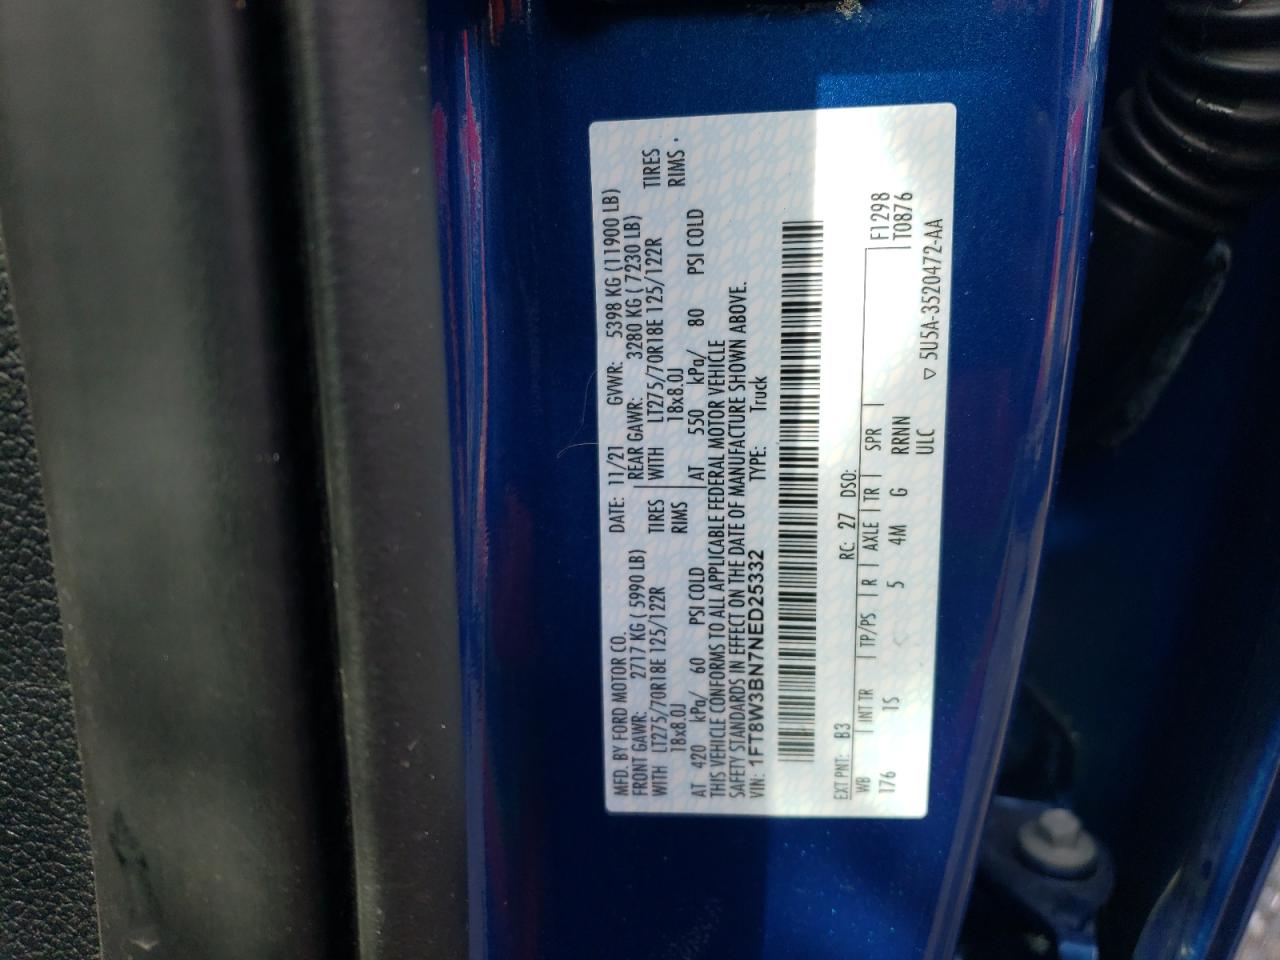 MFD. BY FORD MOTOR CO.
DATE: 11/21 GVWR: 5398 KG (11900 LB)
FRONT GAWR: 2717 KG ( 5990 LB) REAR GAWR: 3280 KG ( 7230 LB)
WITH LT275/70R18E 125/122R TIRES WITH LT275/70R18E 125/122R TIRES
18x8.0J RIMS 18x8.0J RIMS .
AT 420 kPa/ 60 PSI COLD AT 550 kPa/ 80 PSI COLD
THIS VEHICLE CONFORMS TO ALL APPLICABLE FEDERAL MOTOR VEHICLE
SAFETY STANDARDS IN EFFECT ON THE DATE OF MANUFACTURE SHOWN ABOVE.
VIN: 1FT8W3BN7NED25332 TYPE: Truck
EXT PNT: B3 RC: 27 DSO:
WB | INT TR | TP/PS | R | AXLE | TR | SPR | F1298
176 1S 5 4M G RRNN T0876
ULC
▽ 5U5A-3520472-AA